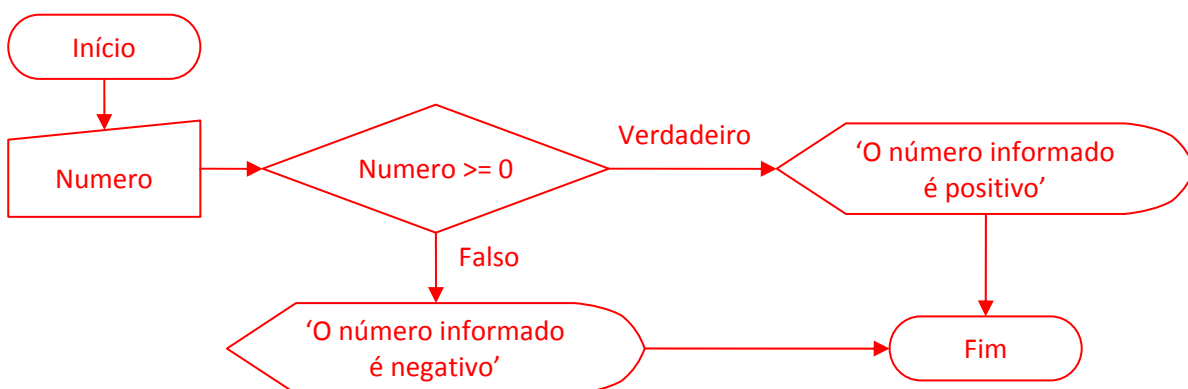 Início
Numero
Numero >= 0
Verdadeiro
‘O número informado
é positivo’
Falso
‘O número informado
é negativo’
Fim